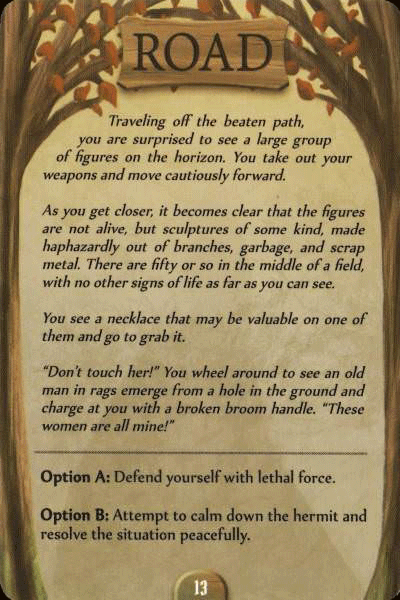 ROAD
Traveling off the beaten path,
you are surprised to see a large group
of figures on the horizon. You take out your
weapons and move cautiously forward.
As you get closer, it becomes clear that the figures
are not alive, but sculptures of some kind, made
haphazardly out of branches, garbage, and scrap
metal. There are fifty or so in the middle of a field,
with no other signs of life as far as you can see.
You see a necklace that may be valuable on one of
them and go to grab it.
“Don’t touch her!” You wheel around to see an old
man in rags emerge from a hole in the ground and
charge at you with a broken broom handle. “These
women are all mine!”
Option A: Defend yourself with lethal force.
Option B: Attempt to calm down the hermit and
resolve the situation peacefully.
13